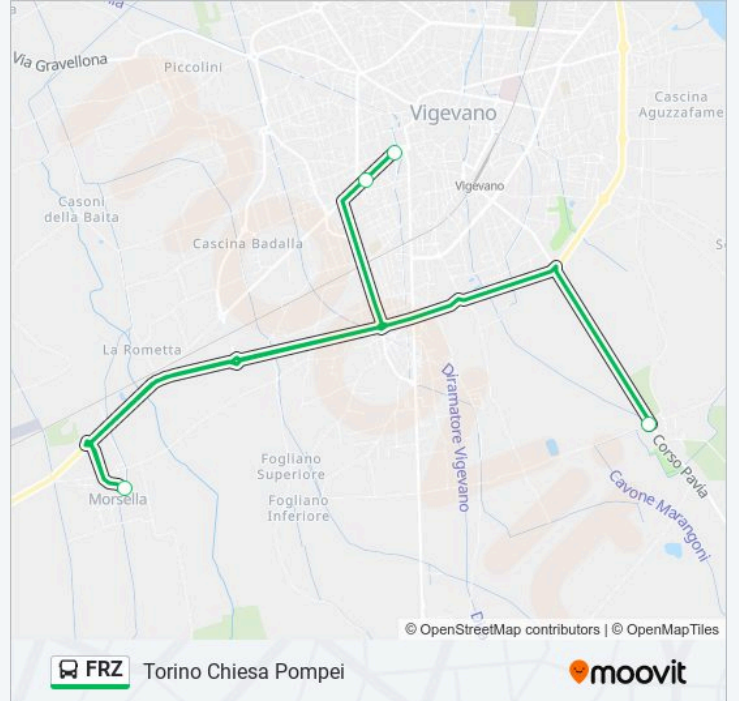 Via Gravellona
Piccolini
Vigevano
Cascina
Aguzzafame
Casoni
della Baita
Vigevano
Cascina Badalla
La Rometta
Diramatore Vigevano
Fogliano
Superiore
Fogliano
Inferiore
Morsella
Corso Pavia
Cavone Marangoni
© OpenStreetMap contributors | © OpenMapTiles
FRZ Torino Chiesa Pompei
moovit